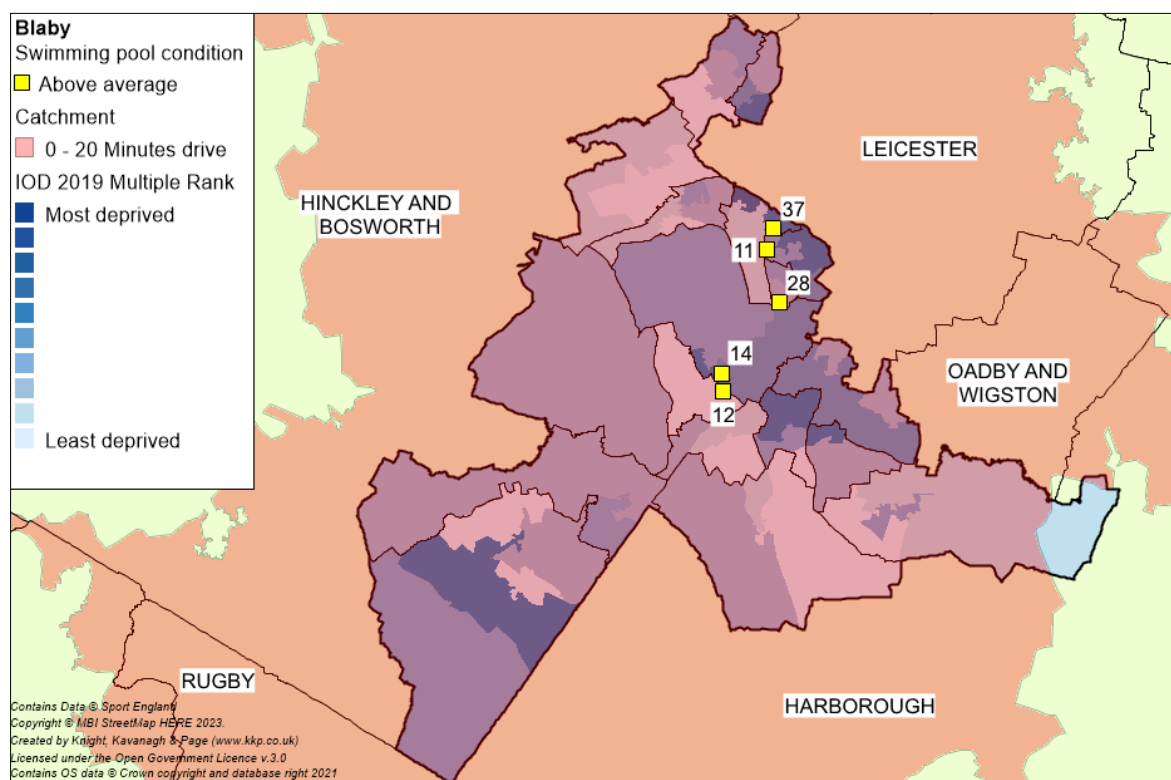 Blaby
Swimming pool condition
Above average
Catchment
0 - 20 Minutes drive
IOD 2019 Multiple Rank
Most deprived
Least deprived
LEICESTER
HINCKLEY AND
BOSWORTH
37
11
28
14
12
OADBY AND
WIGSTON
RUGBY
HARBOROUGH
Contains Data © Sport England
Copyright © MBI StreetMap HERE 2023.
Created by Knight, Kavanagh & Page (www.kkp.co.uk)
Licensed under the Open Government Licence v.3.0
Contains OS data © Crown copyright and database right 2021